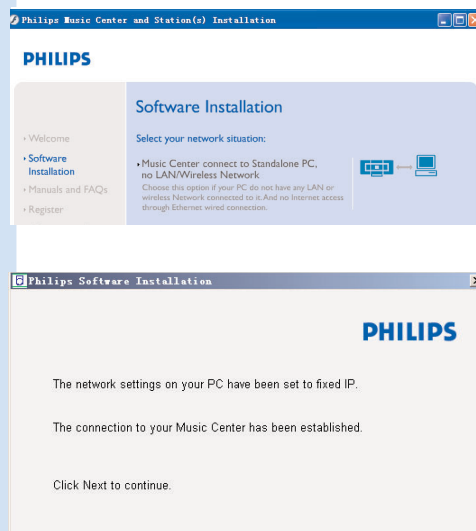 Philips Music Center and Station(s) Installation
PHILIPS
Software Installation
Welcome
Software
Installation
Manuals and FAQs
Register
Select your network situation:
Music Center connect to Standalone PC,
no LAN/Wireless Network
Choose this option if your PC do not have any LAN or
wireless Network connected to it.And no Internet access
through Ethernet wired connection.
Philips Software Installation
PHILIPS
The network settings on your PC have been set to fixed IP.
The connection to your Music Center has been established.
Click Next to continue.